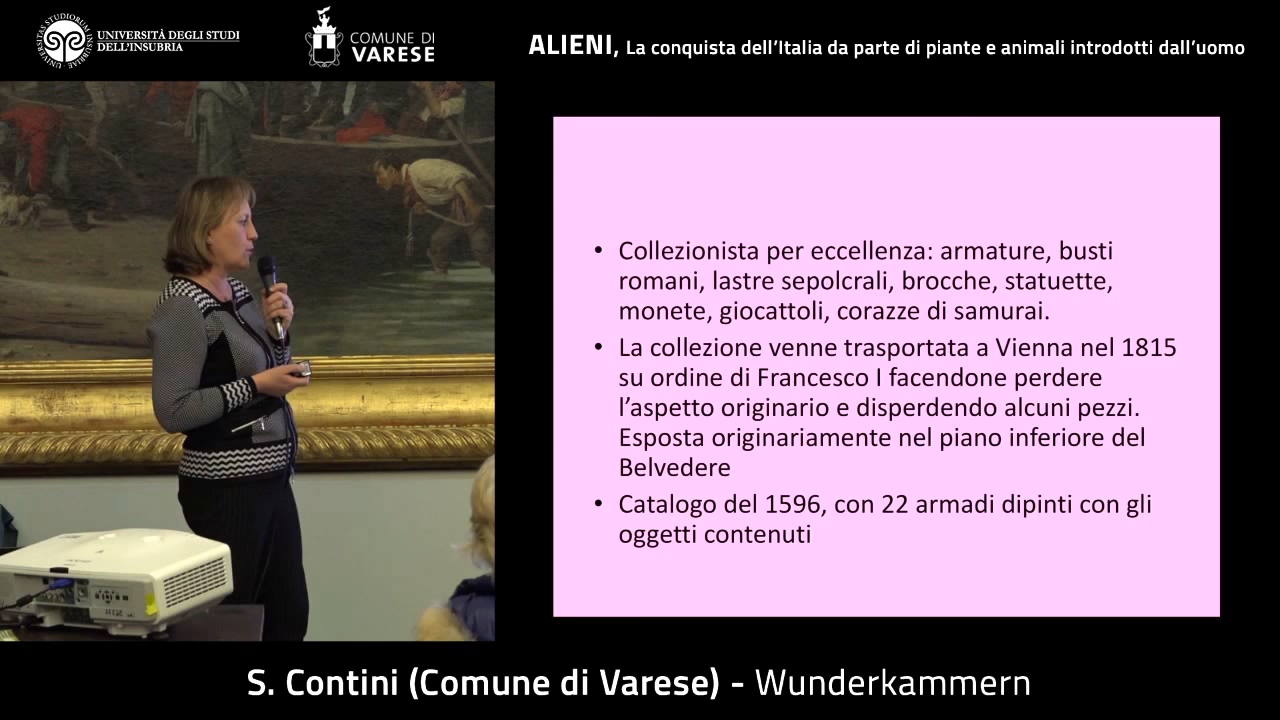 UNIVERSITÀ DEGLI STUDI
DELL'INSUBRIA
COMUNE DI
VARESE
ALIENI, La conquista dell'Italia da parte di piante e animali introdotti dall'uomo
• Collezionista per eccellenza: armature, busti
romani, lastre sepolcrali, brocche, statuette,
monete, giocattoli, corazze di samurai.
• La collezione venne trasportata a Vienna nel 1815
su ordine di Francesco I facendone perdere
l'aspetto originario e disperdendo alcuni pezzi.
Esposta originariamente nel piano inferiore del
Belvedere
• Catalogo del 1596, con 22 armadi dipinti con gli
oggetti contenuti
S. Contini (Comune di Varese) - Wunderkammern